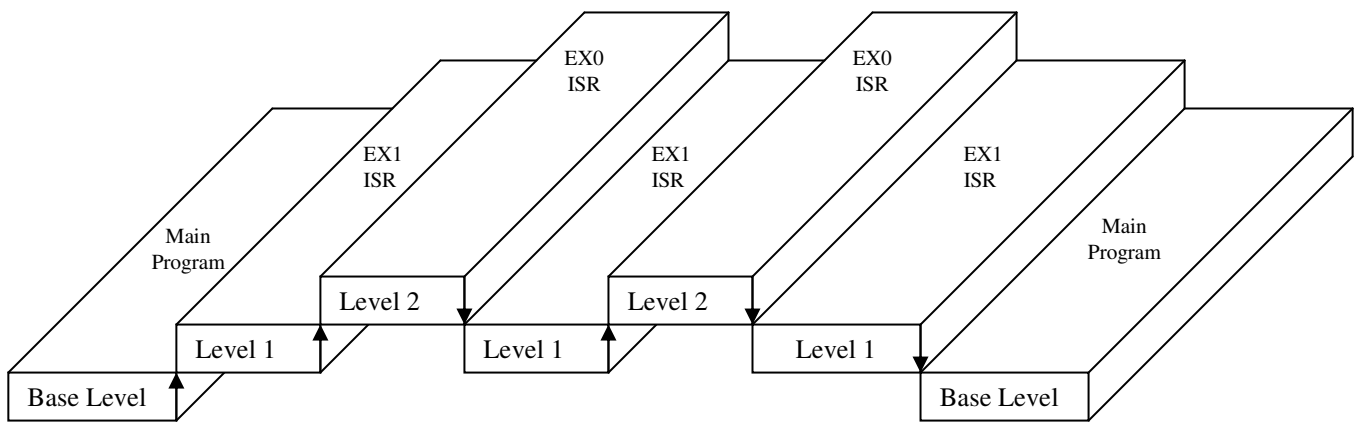 EX0
ISR
EX0
ISR
EX1
ISR
EX1
ISR
EX1
ISR
Main
Program
Main
Program
Level 2
Level 2
Level 1
Level 1
Level 1
Base Level
Base Level